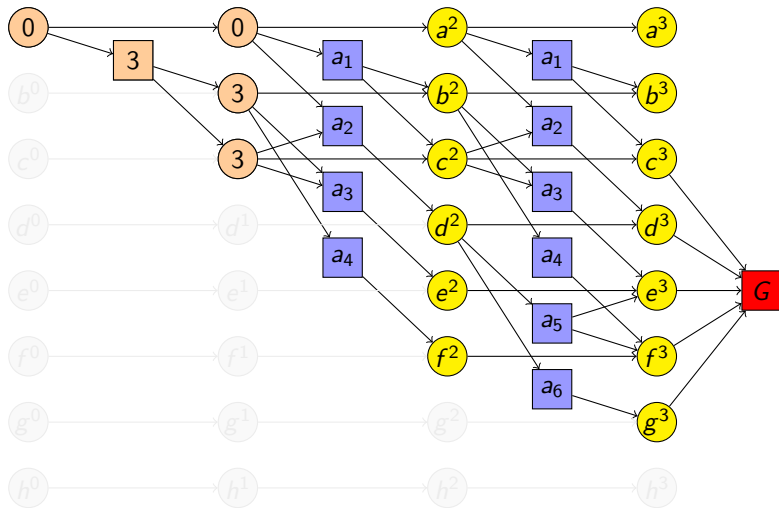 0 0 a² a³
3 a₁ a₁
b⁰ 3 b² b³
a₂ a₂
c⁰ 3 c² c³
a₃ a₃
d⁰ d¹ d² d³
a₄ a₄
e⁰ e¹ e² e³ G
a₅
f⁰ f¹ f² f³
a₆
g⁰ g¹ g² g³
h⁰ h¹ h² h³